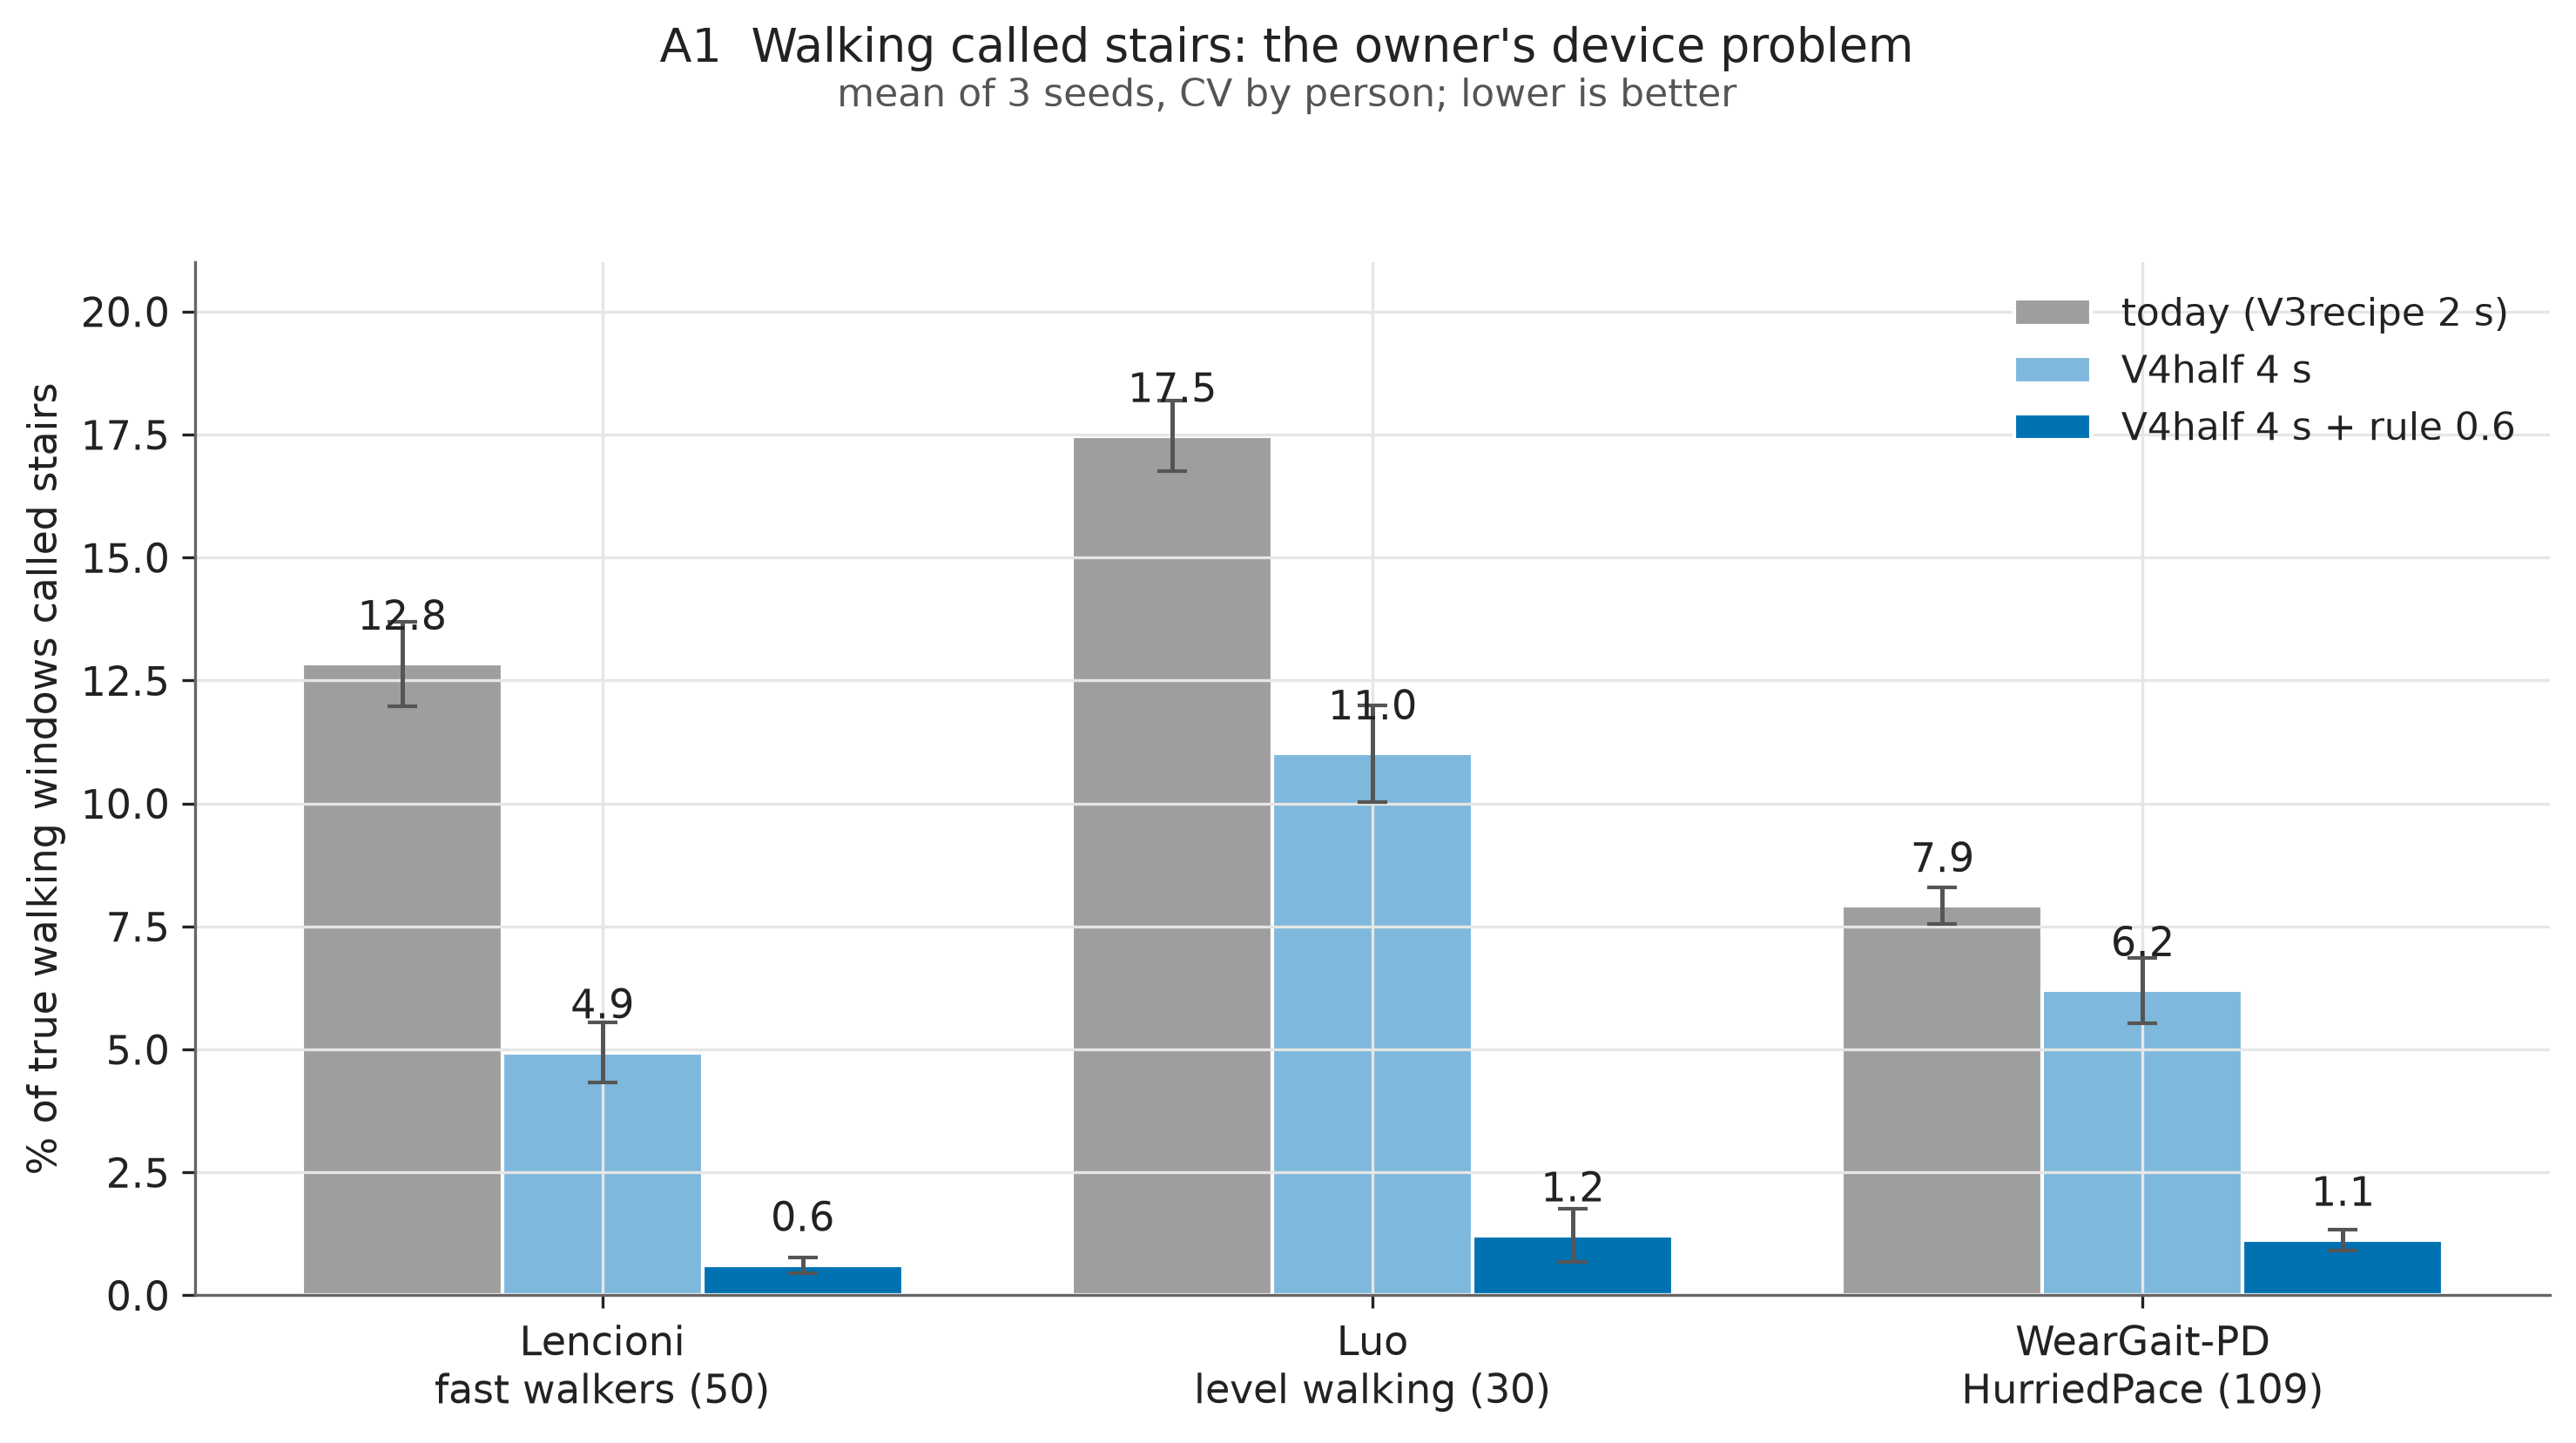 A1  Walking called stairs: the owner's device problem
mean of 3 seeds, CV by person; lower is better
% of true walking windows called stairs
20.0
17.5
15.0
12.5
10.0
7.5
5.0
2.5
0.0
today (V3recipe 2 s)
V4half 4 s
V4half 4 s + rule 0.6
12.8
4.9
0.6
17.5
11.0
1.2
7.9
6.2
1.1
Lencioni
fast walkers (50)
Luo
level walking (30)
WearGait-PD
HurriedPace (109)